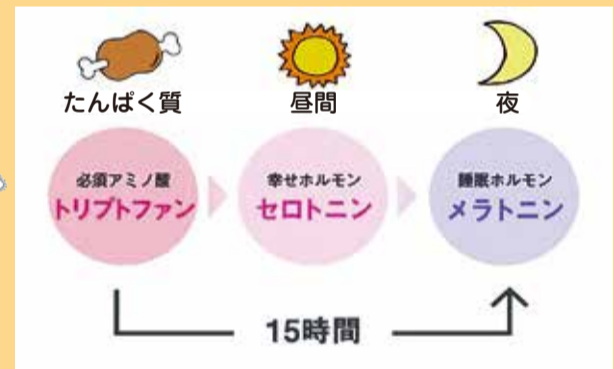 たんぱく質
昼間
夜
必須アミノ酸
トリプトファン
幸せホルモン
セロトニン
睡眠ホルモン
メラトニン
15時間